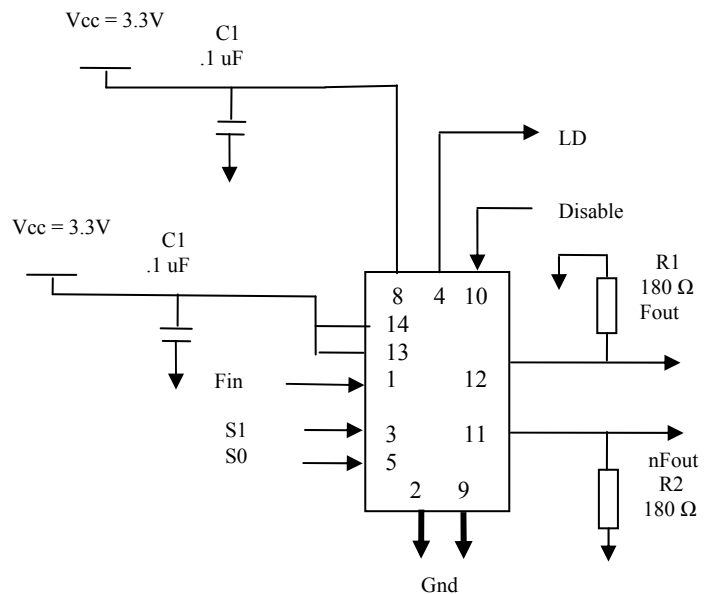 Vcc = 3.3V
C1
.1 uF
LD
Vcc = 3.3V
Disable
C1
.1 uF
R1
180 Ω
Fout
8 4 10
14
13
Fin
1 12
S1
3 11
S0
5
nFout
R2
180 Ω
2 9
Gnd